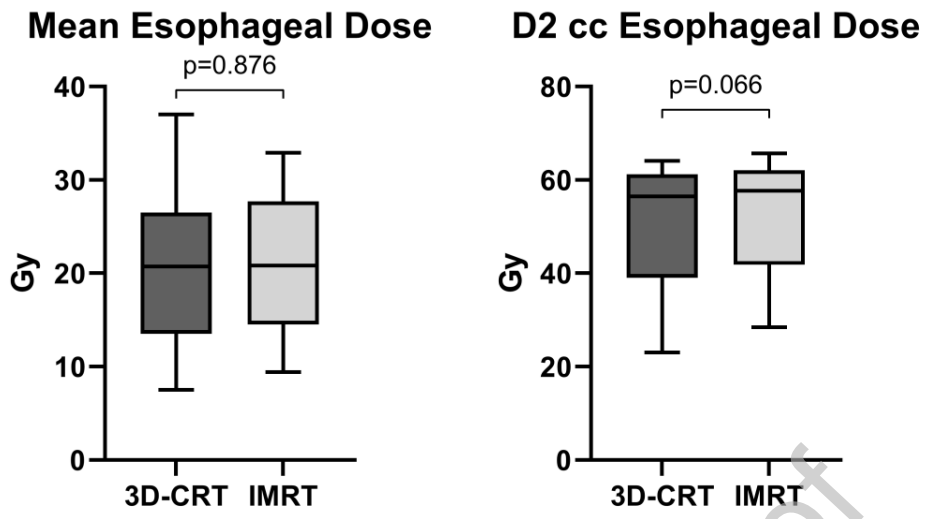 Mean Esophageal Dose
p=0.876
40
30
20
10
0
Gy
3D-CRT IMRT
D2 cc Esophageal Dose
p=0.066
80
60
40
20
0
Gy
3D-CRT IMRT
of